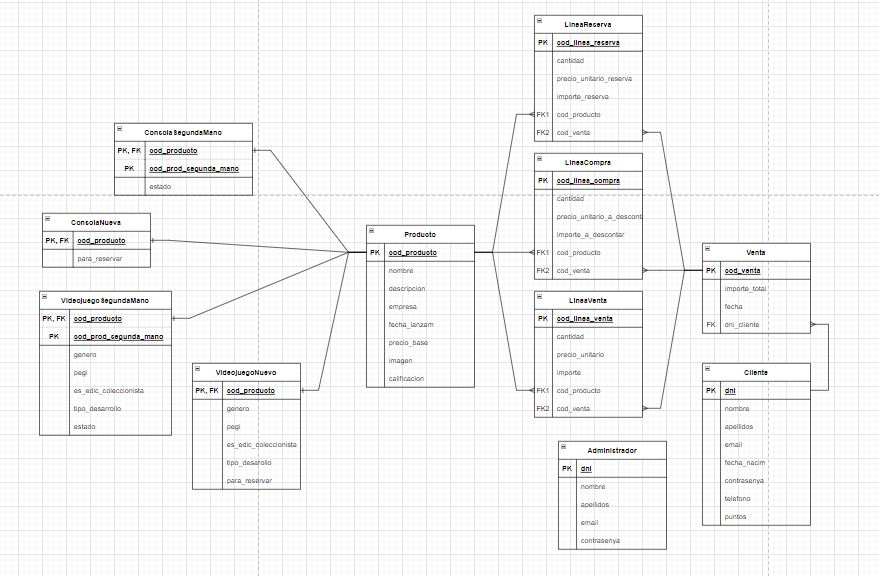 LineaReserva
PK cod_linea_reserva
cantidad
precio_unitario_reserva
importe_reserva
FK1 cod_producto
FK2 cod_venta
ConsolaSegundaMano
PK, FK cod_producto
PK cod_prod_segunda_mano
estado
LineaCompra
PK cod_linea_compra
cantidad
precio_unitario_a_descont
importe_a_descontar
FK1 cod_producto
FK2 cod_venta
ConsolaNueva
PK, FK cod_producto
para_reservar
Producto
PK cod_producto
nombre
descripcion
empresa
fecha_lanzam
precio_base
imagen
calificacion
Venta
PK cod_venta
importe_total
fecha
FK dni_cliente
VideojuegoSegundaMano
PK, FK cod_producto
PK cod_prod_segunda_mano
genero
pegi
es_edic_coleccionista
tipo_desarrollo
estado
LineaVenta
PK cod_linea_venta
cantidad
precio_unitario
importe
FK1 cod_producto
FK2 cod_venta
VideojuegoNuevo
PK, FK cod_producto
genero
pegi
es_edic_coleccionista
tipo_desarollo
para_reservar
Cliente
PK dni
nombre
apellidos
email
fecha_nacim
contrasenya
telefono
puntos
Administrador
PK dni
nombre
apellidos
email
contrasenya